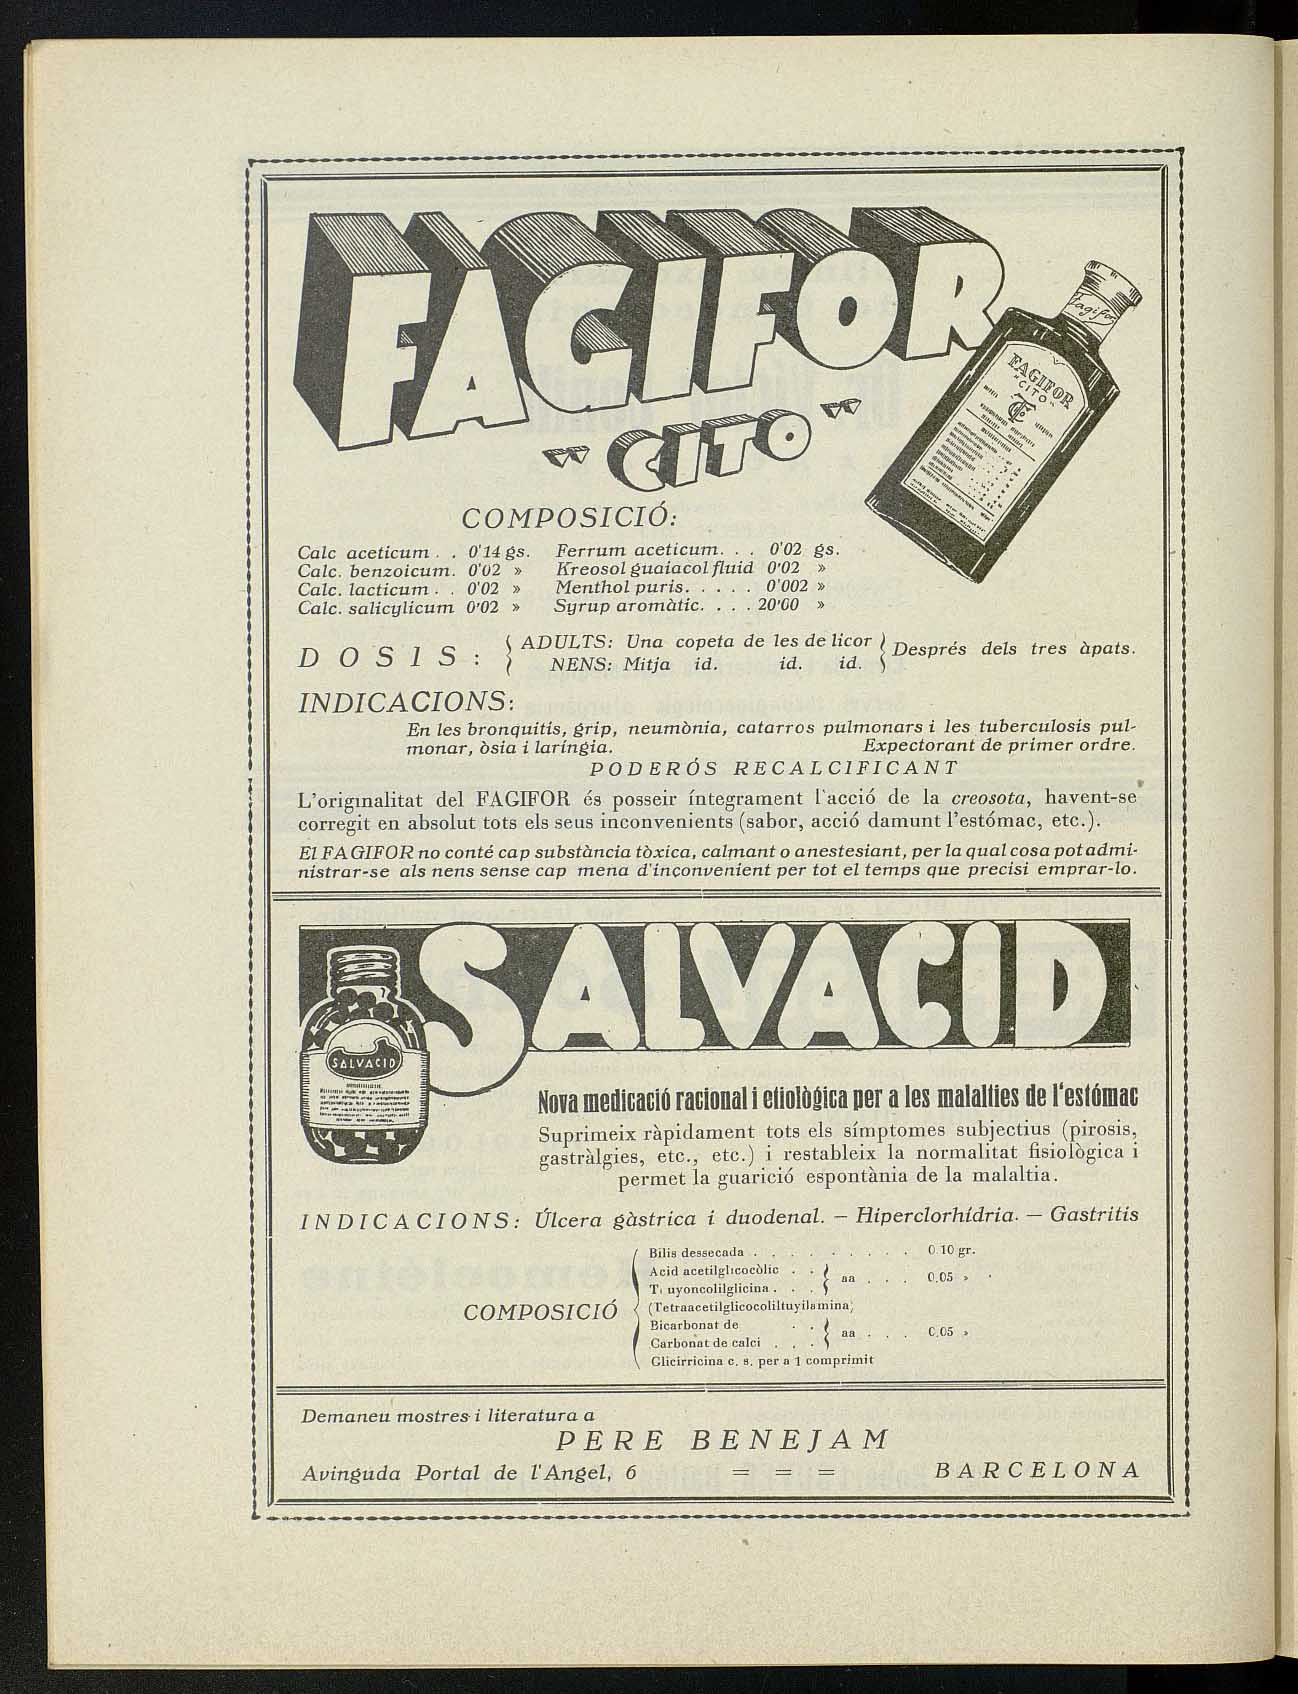 FAGIFOR
"CITO"
fagifor
FAGIFOR
"CITO"
COMPOSICIÓ:
Calc aceticum . . 0'14 gs. Ferrum aceticum. . . 0'02 gs.
Calc. benzoicum. 0'02 » Kreosol guaiacol fluid 0'02 »
Calc. lacticum . . 0'02 » Menthol puris. . . . . 0'002 »
Calc. salicylicum 0'02 » Syrup aromàtic. . . . 20'00 »
DOSIS: ADULTS: Una copeta de les de licor Després dels tres àpats.
NENS: Mitja id. id. id.
INDICACIONS:
En les bronquitis, grip, neumònia, catarros pulmonars i les tuberculosis pul-
monar, òsia i laríngia. Expectorant de primer ordre.
PODERÓS RECALCIFICANT
L'originalitat del FAGIFOR és posseir íntegrament l'acció de la creosota, havent-se
corregit en absolut tots els seus inconvenients (sabor, acció damunt l'estómac, etc.).
El FAGIFOR no conté cap substància tòxica, calmant o anestesiant, per la qual cosa pot admi-
nistrar-se als nens sense cap mena d'inconvenient per tot el temps que precisi emprar-lo.
SALVACID
SALVACID
Nova medicació racional i etiològica per a les malalties de l'estómac
Suprimeix ràpidament tots els símptomes subjectius (pirosis,
gastràlgies, etc., etc.) i restableix la normalitat fisiològica i
permet la guarició espontània de la malaltia.
INDICACIONS: Úlcera gàstrica i duodenal. — Hiperclorhídria. — Gastritis
COMPOSICIÓ
Bilis dessecada . . . . . . . . . 0.10 gr.
Acid acetilglicocòlic . . aa . . . 0.05 »
Tiuyoncolilglicina . . .
(Tetraacetilglicocoliltuyilamina)
Bicarbonat de . . aa . . . 0.05 »
Carbonat de calci . . .
Glicirricina c. s. per a 1 comprimit
Demaneu mostres i literatura a
PERE BENEJAM
Avinguda Portal de l'Angel, 6 = = = BARCELONA